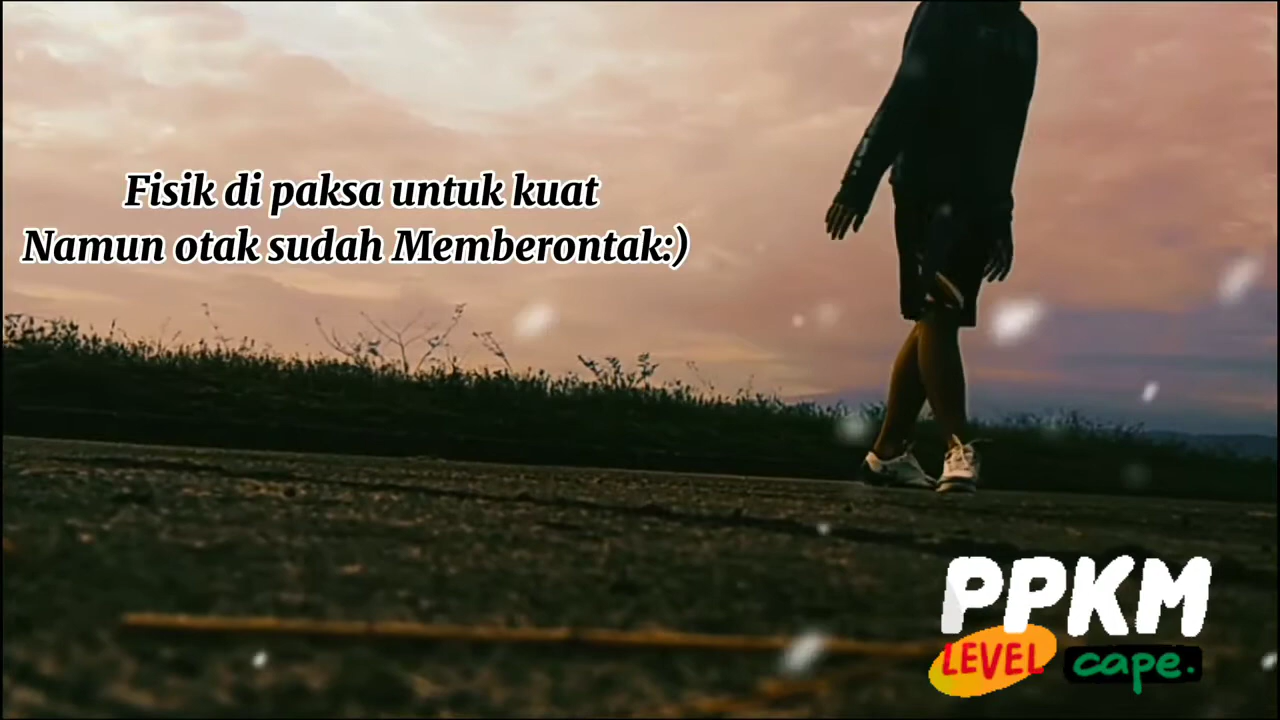 Fisik di paksa untuk kuat
Namun otak sudah Memberontak:)
PPKM
LEVEL cape.